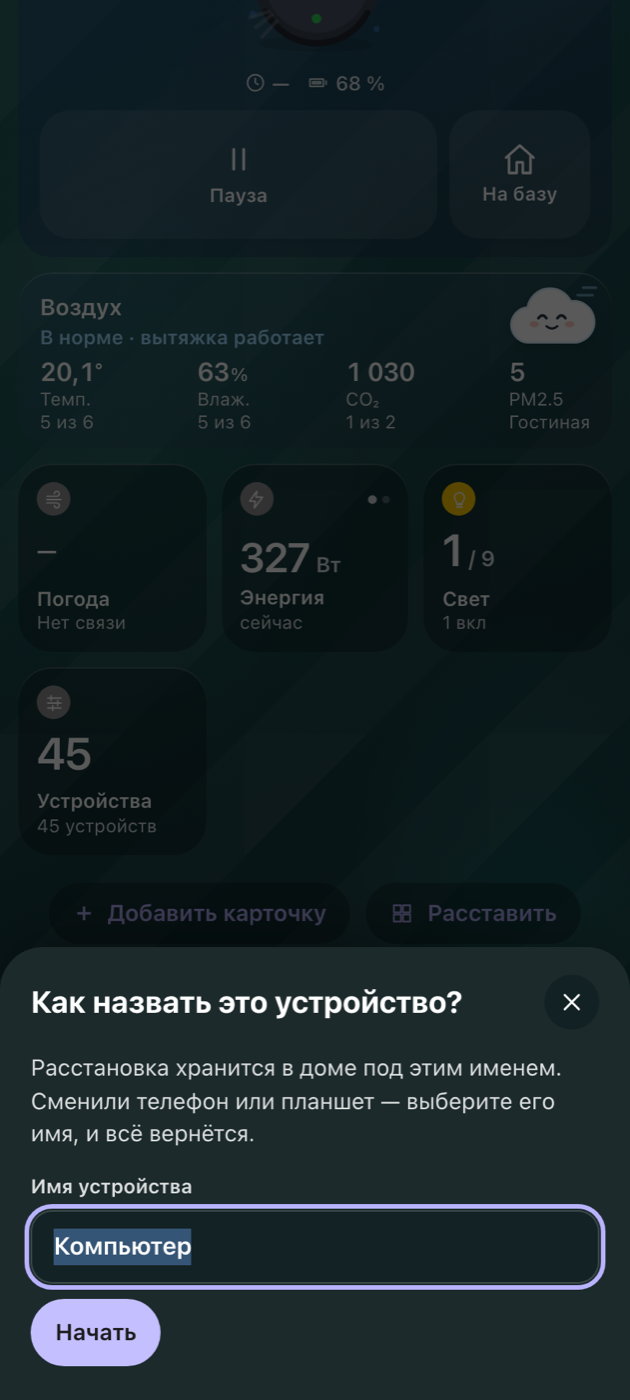 — 68 %
Пауза
На базу
Воздух
В норме · вытяжка работает
20,1° 63% 1 030 5
Темп. Влаж. CO₂ PM2.5
5 из 6 5 из 6 1 из 2 Гостиная
—
Погода
Нет связи
327 Вт
Энергия
сейчас
1 / 9
Свет
1 вкл
45
Устройства
45 устройств
+ Добавить карточку
Расставить
Как назвать это устройство?
Расстановка хранится в доме под этим именем.
Сменили телефон или планшет — выберите его
имя, и всё вернётся.
Имя устройства
Компьютер
Начать